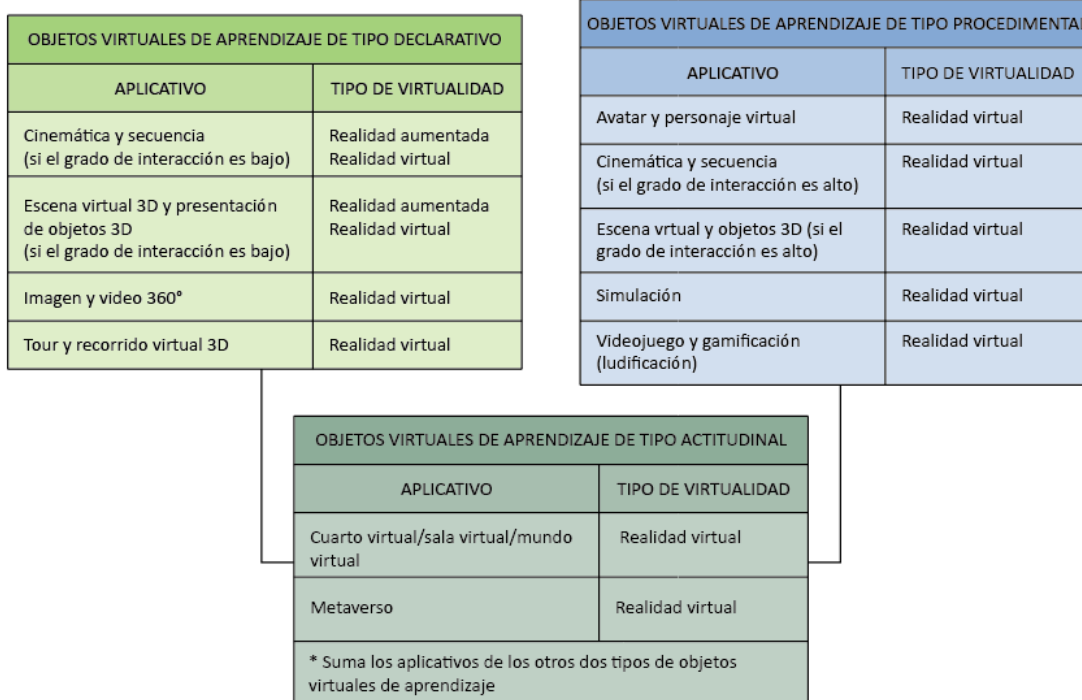 OBJETOS VIRTUALES DE APRENDIZAJE DE TIPO DECLARATIVO
APLICATIVO
TIPO DE VIRTUALIDAD
Cinemática y secuencia
(si el grado de interacción es bajo)
Realidad aumentada
Realidad virtual
Escena virtual 3D y presentación
de objetos 3D
(si el grado de interacción es bajo)
Realidad aumentada
Realidad virtual
Imagen y video 360°
Realidad virtual
Tour y recorrido virtual 3D
Realidad virtual
OBJETOS VIRTUALES DE APRENDIZAJE DE TIPO PROCEDIMENTAL
APLICATIVO
TIPO DE VIRTUALIDAD
Avatar y personaje virtual
Realidad virtual
Cinemática y secuencia
(si el grado de interacción es alto)
Realidad virtual
Escena vrtual y objetos 3D (si el
grado de interacción es alto)
Realidad virtual
Simulación
Realidad virtual
Videojuego y gamificación
(ludificación)
Realidad virtual
OBJETOS VIRTUALES DE APRENDIZAJE DE TIPO ACTITUDINAL
APLICATIVO
TIPO DE VIRTUALIDAD
Cuarto virtual/sala virtual/mundo
virtual
Realidad virtual
Metaverso
Realidad virtual
* Suma los aplicativos de los otros dos tipos de objetos
virtuales de aprendizaje